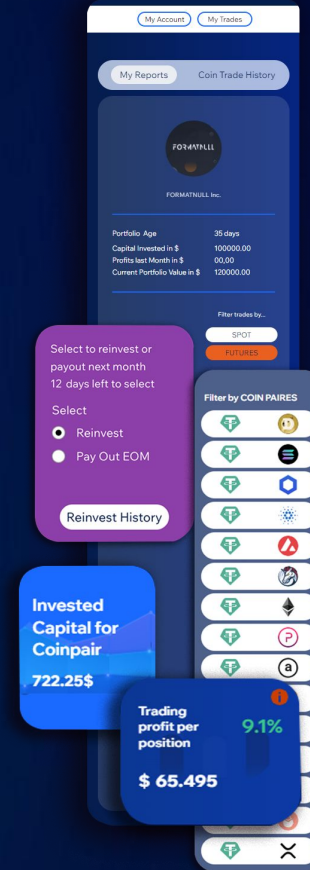 My Account
My Trades
My Reports
Coin Trade History
FORMATNULL
FORMATNULL Inc.
Portfolio Age 35 days
Capital Invested in $ 100000.00
Profits last Month in $ 00,00
Current Portfolio Value in $ 120000.00
Filter trades by...
SPOT
FUTURES
Select to reinvest or
payout next month
12 days left to select
Select
Reinvest
Pay Out EOM
Reinvest History
Filter by COIN PAIRES
Invested
Capital for
Coinpair
722.25$
Trading
profit per
position
9.1%
$ 65.495